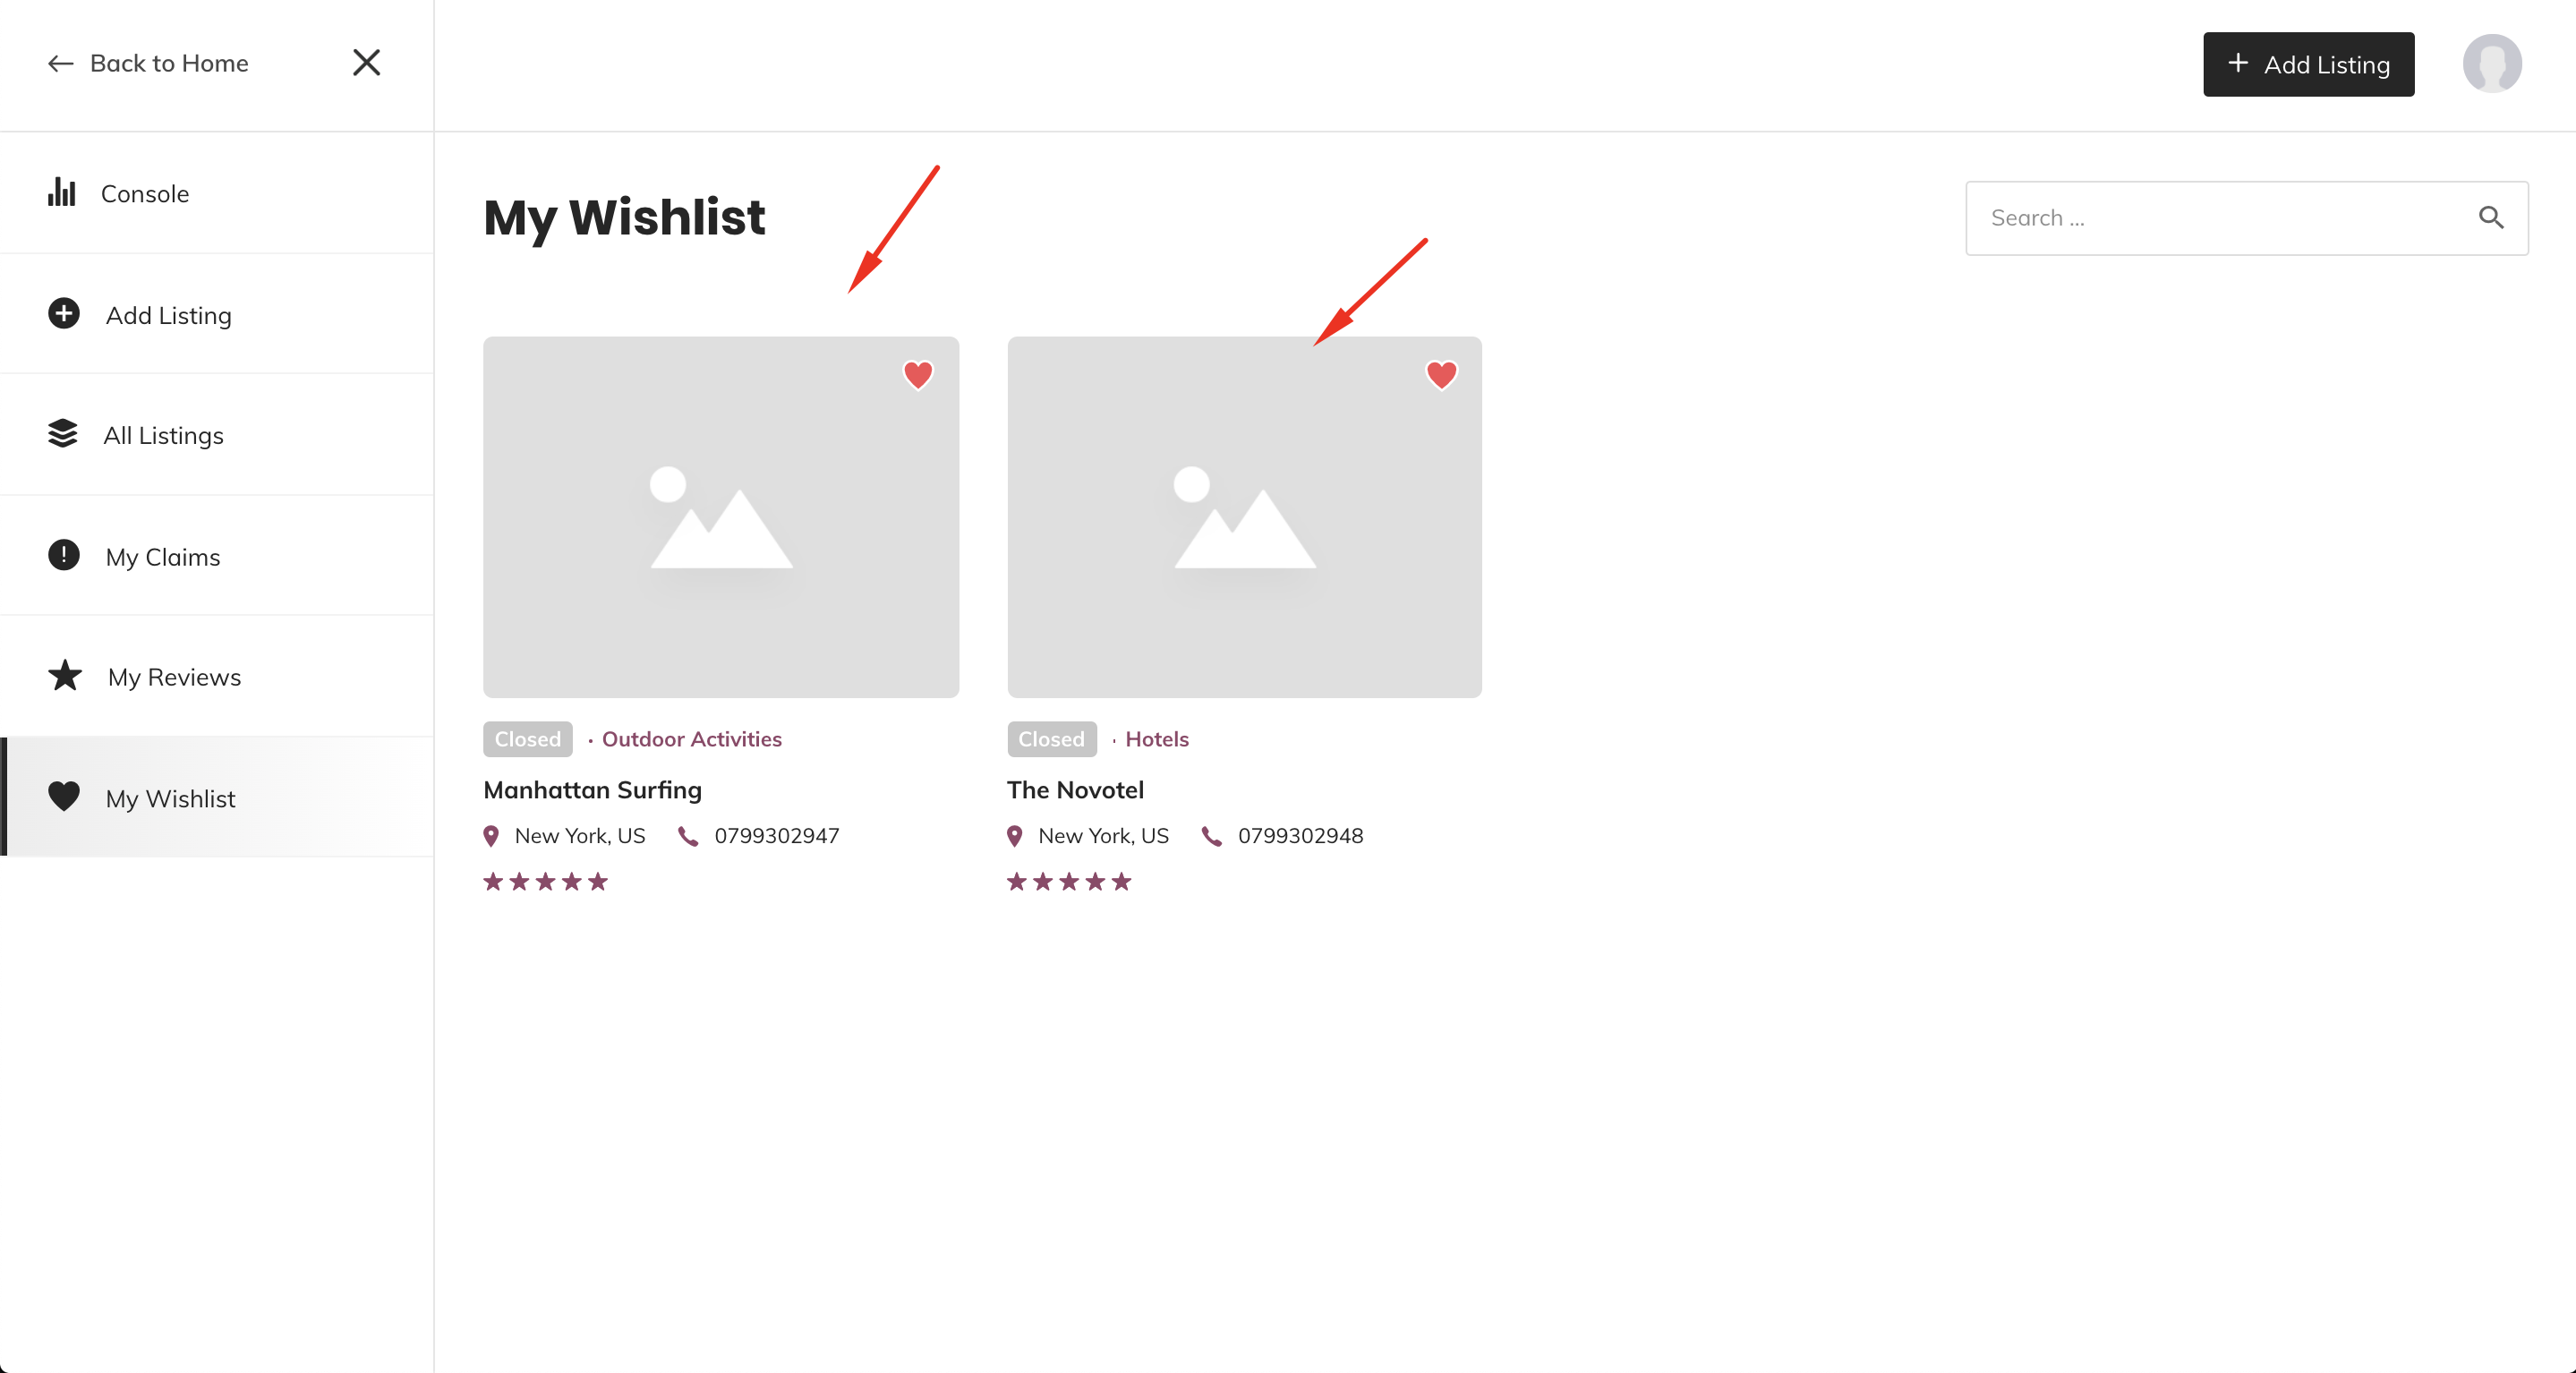 Back to Home
Add Listing
Console
Add Listing
All Listings
My Claims
My Reviews
My Wishlist
My Wishlist
Search ...
Closed · Outdoor Activities
Manhattan Surfing
New York, US 0799302947
Closed · Hotels
The Novotel
New York, US 0799302948